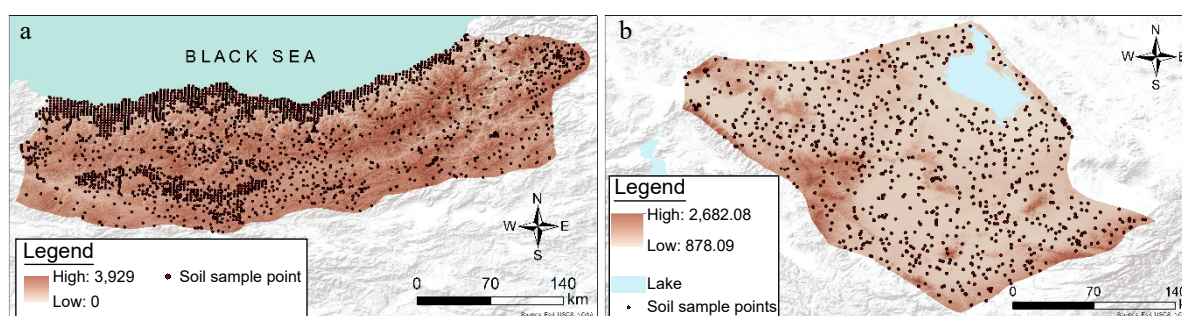 a
BLACK SEA
N
W E
S
Legend
High: 3,929
Low: 0
Soil sample point
0 70 140
km
b
N
W E
S
Legend
High: 2,682.08
Low: 878.09
Lake
Soil sample points
0 70 140
k